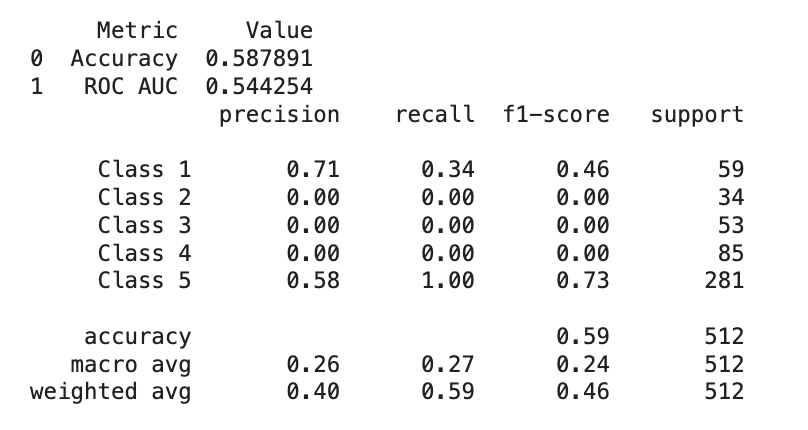 Metric Value
0 Accuracy 0.587891
1 ROC AUC 0.544254
precision recall f1-score support
Class 1 0.71 0.34 0.46 59
Class 2 0.00 0.00 0.00 34
Class 3 0.00 0.00 0.00 53
Class 4 0.00 0.00 0.00 85
Class 5 0.58 1.00 0.73 281
accuracy 0.59 512
macro avg 0.26 0.27 0.24 512
weighted avg 0.40 0.59 0.46 512